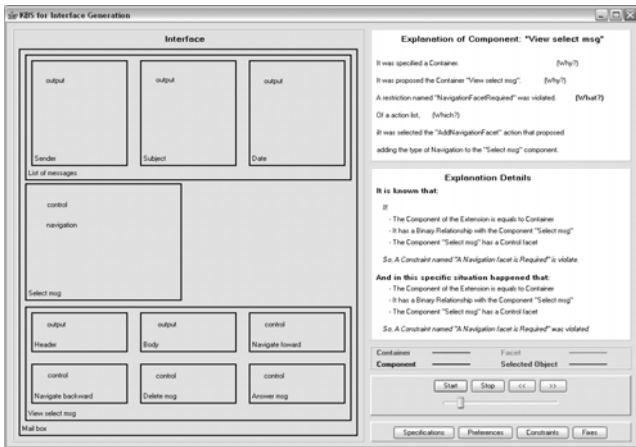 KBS for Interface Generation
Interface
output
output
output
Sender
Subject
Date
List of messages
control
navigation
Select msg
output
output
control
Header
Body
Navigate foward
control
control
control
Navigate backward
Delete msg
Answer msg
View select msg
Mail box
Explanation of Component: "View select msg"
It was specified a Container. (Why?)
It was proposed the Container "View select msg". (Why?)
A restriction named "NavigationFacetRequired" was violated. (What?)
Of a action list, (Which?)
it was selected the "AddNavigationFacet" action that proposed
adding the type of Navigation to the "Select msg" component.
Explanation Details
It is known that:
If:
- The Component of the Extension is equals to Container
- It has a Binary Relationship with the Component "Select msg"
- The Component "Select msg" has a Control facet
So, A Constraint named "A Navigation facet is Required" is violate
And in this specific situation happened that:
- The Component of the Extension is equals to Container
- It has a Binary Relationship with the Component "Select msg"
- The Component "Select msg" has a Control facet
So, A Constraint named "A Navigation facet is Required" was violated
Container Facet
Component Selected Object
Start Stop << >>
Specifications Preferences Constraints Fixes